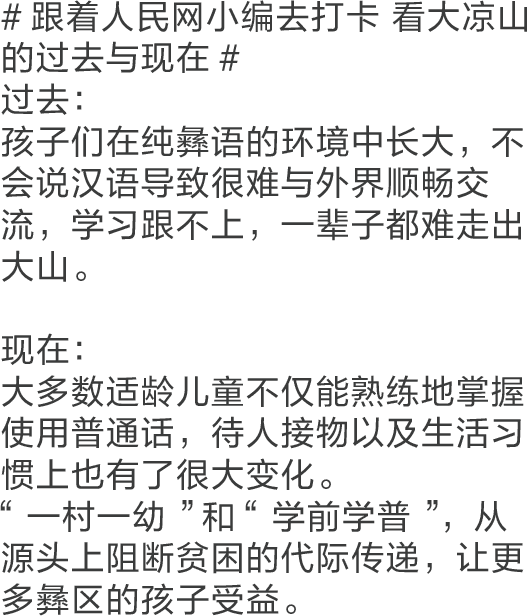 # 跟着人民网小编去打卡 看大凉山
的过去与现在 #
过去：
孩子们在纯彝语的环境中长大，不
会说汉语导致很难与外界顺畅交
流，学习跟不上，一辈子都难走出
大山。
现在：
大多数适龄儿童不仅能熟练地掌握
使用普通话，待人接物以及生活习
惯上也有了很大变化。
“ 一村一幼 ”和“ 学前学普 ”，从
源头上阻断贫困的代际传递，让更
多彝区的孩子受益。